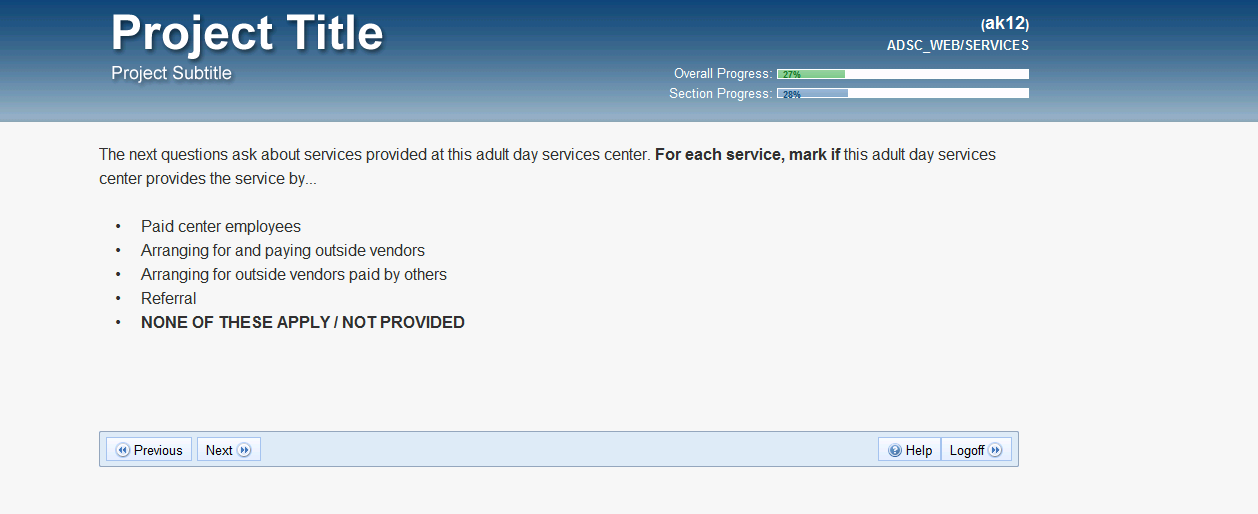 Project Title
Project Subtitle
(ak12)
ADSC_WEB/SERVICES
Overall Progress: 27%
Section Progress: 28%
The next questions ask about services provided at this adult day services center. For each service, mark if this adult day services
center provides the service by...
• Paid center employees
• Arranging for and paying outside vendors
• Arranging for outside vendors paid by others
• Referral
• NONE OF THESE APPLY / NOT PROVIDED
Previous Next Help Logoff